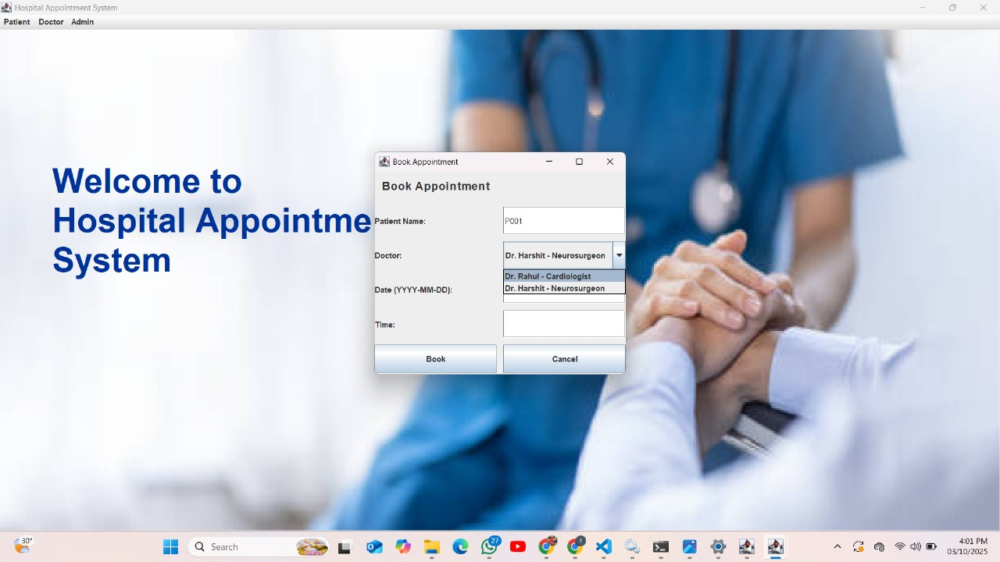 Hospital Appointment System
Patient Doctor Admin
Welcome to
Hospital Appointme
System
Book Appointment
Book Appointment
Patient Name: P001
Doctor: Dr. Harshit - Neurosurgeon
Dr. Rahul - Cardiologist
Dr. Harshit - Neurosurgeon
Date (YYYY-MM-DD):
Time:
Book Cancel
30°
Search
27
4:01 PM
03/10/2025